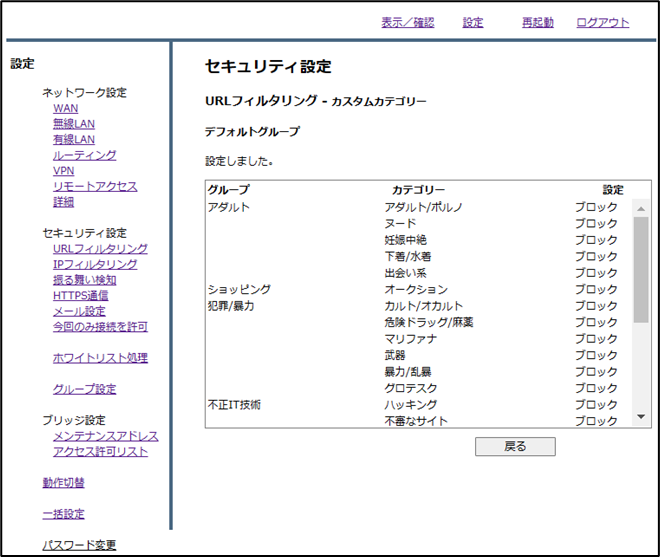 表示／確認 設定 再起動 ログアウト
設定
ネットワーク設定
WAN
無線LAN
有線LAN
ルーティング
VPN
リモートアクセス
詳細
セキュリティ設定
URLフィルタリング
IPフィルタリング
振る舞い検知
HTTPS通信
メール設定
今回のみ接続を許可
ホワイトリスト処理
グループ設定
ブリッジ設定
メンテナンスアドレス
アクセス許可リスト
動作切替
一括設定
パスワード変更
セキュリティ設定
URLフィルタリング - カスタムカテゴリー
デフォルトグループ
設定しました。
グループ カテゴリー 設定
アダルト アダルト/ポルノ ブロック
ヌード ブロック
妊娠中絶 ブロック
下着/水着 ブロック
出会い系 ブロック
ショッピング オークション ブロック
犯罪/暴力 カルト/オカルト ブロック
危険ドラッグ/麻薬 ブロック
マリファナ ブロック
武器 ブロック
暴力/乱暴 ブロック
グロテスク ブロック
不正IT技術 ハッキング ブロック
不審なサイト ブロック
戻る